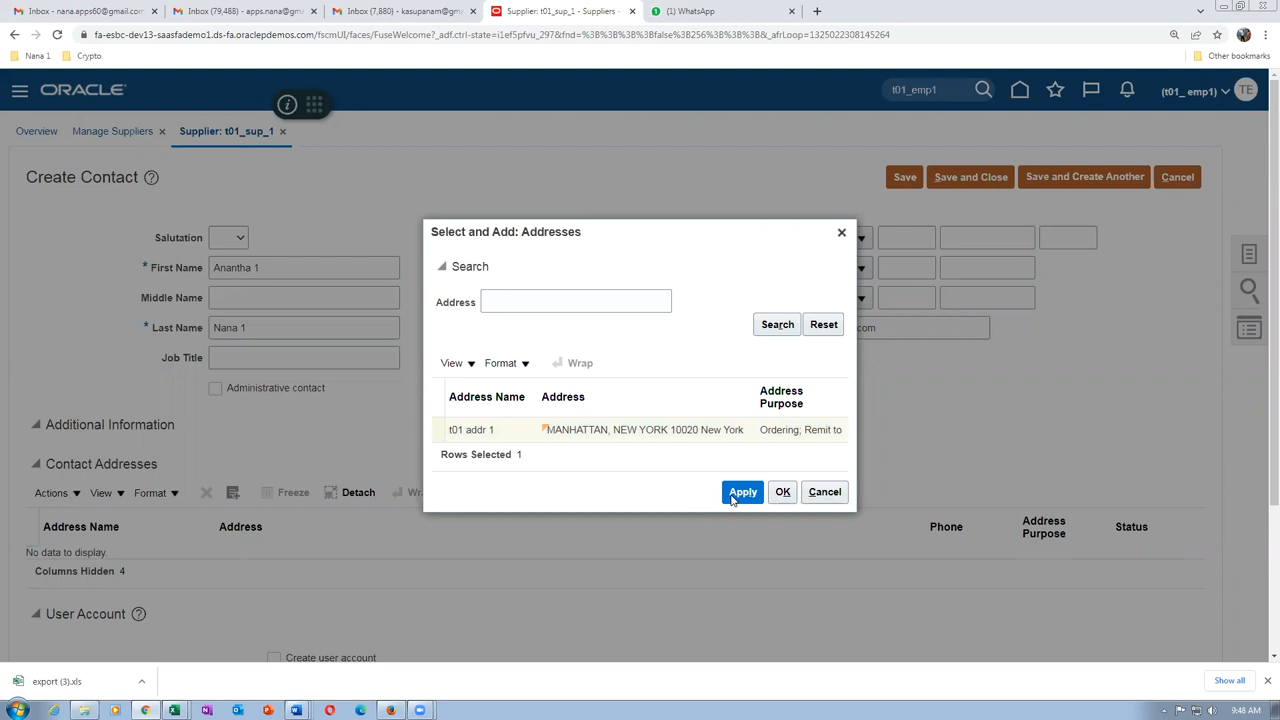 Inbox - nana.apps60@gmail.com
Inbox (79,488) - apps.nana@gm
Inbox (7,880) - kasupanam@gm
Supplier: t01_sup_1 - Suppliers -
(1) WhatsApp
fa-esbc-dev13-saasfademo1.ds-fa.oraclepdemos.com/fscmUI/faces/FuseWelcome?_adf.ctrl-state=i1ef5pfvu_297&fnd=%3B%3B%3B%3Bfalse%3B256%3B%3B%3B&_afrLoop=1325022308145264
Nana 1
Crypto
Other bookmarks
ORACLE
t01_emp1
(t01_ emp1)
TE
Overview
Manage Suppliers
Supplier: t01_sup_1
Create Contact
Save
Save and Close
Save and Create Another
Cancel
Salutation
* First Name Anantha 1
Middle Name
* Last Name Nana 1
com
Job Title
Administrative contact
Additional Information
Contact Addresses
Actions View Format Freeze Detach Wr
Address Name Address Phone Address Purpose Status
No data to display.
Columns Hidden 4
User Account
Create user account
Select and Add: Addresses
Search
Address
Search Reset
View Format Wrap
Address Name Address Address Purpose
t01 addr 1 MANHATTAN, NEW YORK 10020 New York Ordering; Remit to
Rows Selected 1
Apply OK Cancel
export (3).xls
Show all
9:48 AM